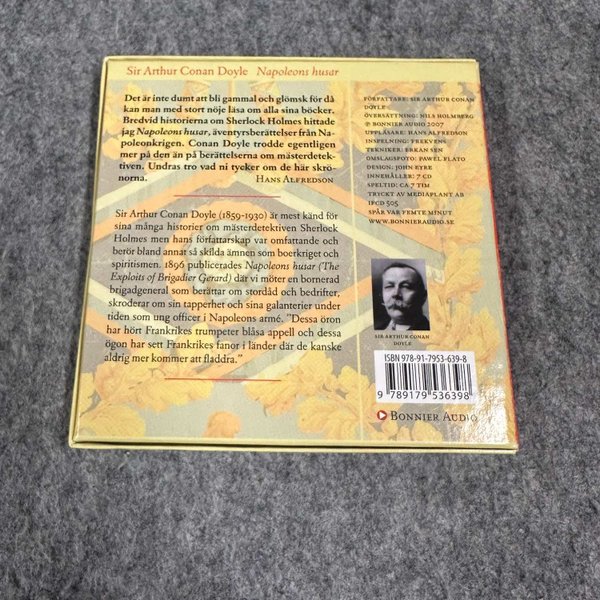 Sir Arthur Conan Doyle Napoleons husar
Det är inte dumt att bli gammal och glömsk för då
kan man med stort nöje läsa om alla sina böcker.
Bredvid historierna om Sherlock Holmes hittade
jag Napoleons husar, äventyrsberättelser från Na-
poleonkrigen. Conan Doyle trodde egentligen
mer på den än på berättelserna om mästerdetek-
tiven. Undras tro vad ni tycker om de här skrö-
norna. Hans Alfredson
Sir Arthur Conan Doyle (1859-1930) är mest känd för
sina många historier om mästerdetektiven Sherlock
Holmes men hans författarskap var omfattande och
berör bland annat så skilda ämnen som boerkriget och
spiritismen. 1896 publicerades Napoleons husar (The
Exploits of Brigadier Gerard) där vi möter en bornerad
brigadgeneral som berättar om stordåd och bedrifter,
skroderar om sin tapperhet och sina galanterier under
tiden som ung officer i Napoleons armé. ”Dessa öron
har hört Frankrikes trumpeter blåsa appell och dessa
ögon har sett Frankrikes fanor i länder där de kanske
aldrig mer kommer att fladdra.”
Författare: Sir Arthur Conan
Doyle
Översättning: Nils Holmberg
℗ Bonnier Audio 2007
Uppläsare: Hans Alfredson
Inspelning: Frekvens
Tekniker: Erkan Sen
Omslagsfoto: Pawel Flato
Design: John Eyre
Innehåller: 7 CD
Speltid: ca 7 tim
Tryckt av Mediaplant AB
IFCD 505
Spår var femte minut
www.bonnieraudio.se
Sir Arthur Conan
Doyle
ISBN 978-91-7953-639-8
9 789179 536398
Bonnier Audio